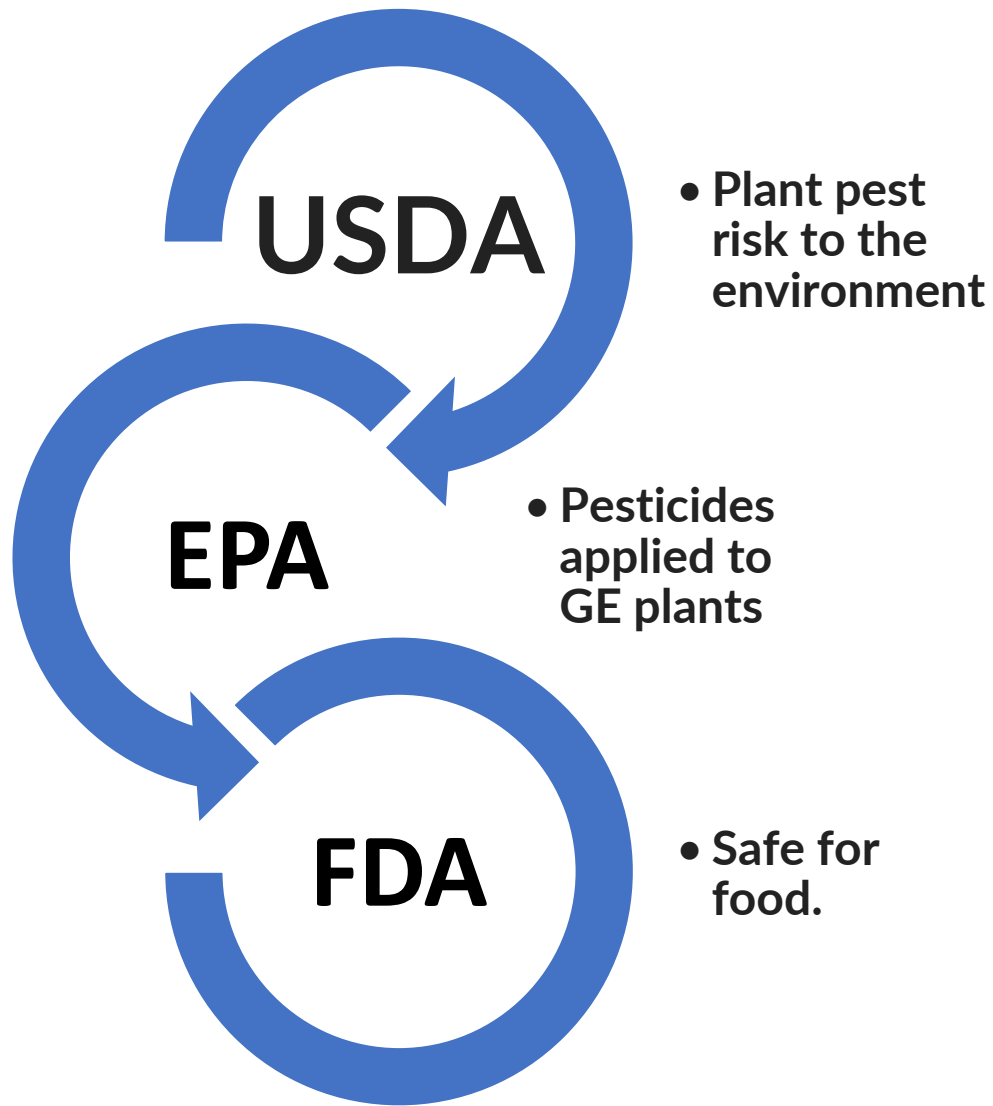 USDA
• Plant pest
risk to the
environment
EPA
• Pesticides
applied to
GE plants
FDA
• Safe for
food.